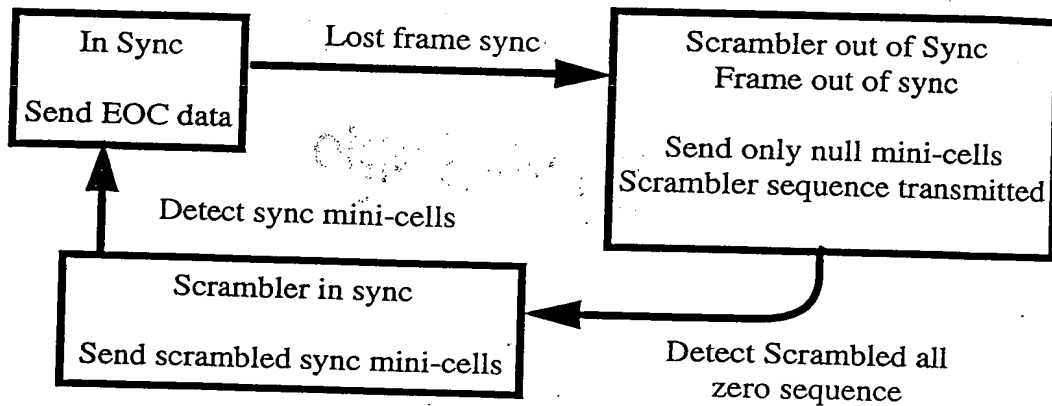 In Sync
Send EOC data
Lost frame sync
Scrambler out of Sync
Frame out of sync
Send only null mini-cells
Scrambler sequence transmitted
Detect sync mini-cells
Scrambler in sync
Send scrambled sync mini-cells
Detect Scrambled all
zero sequence